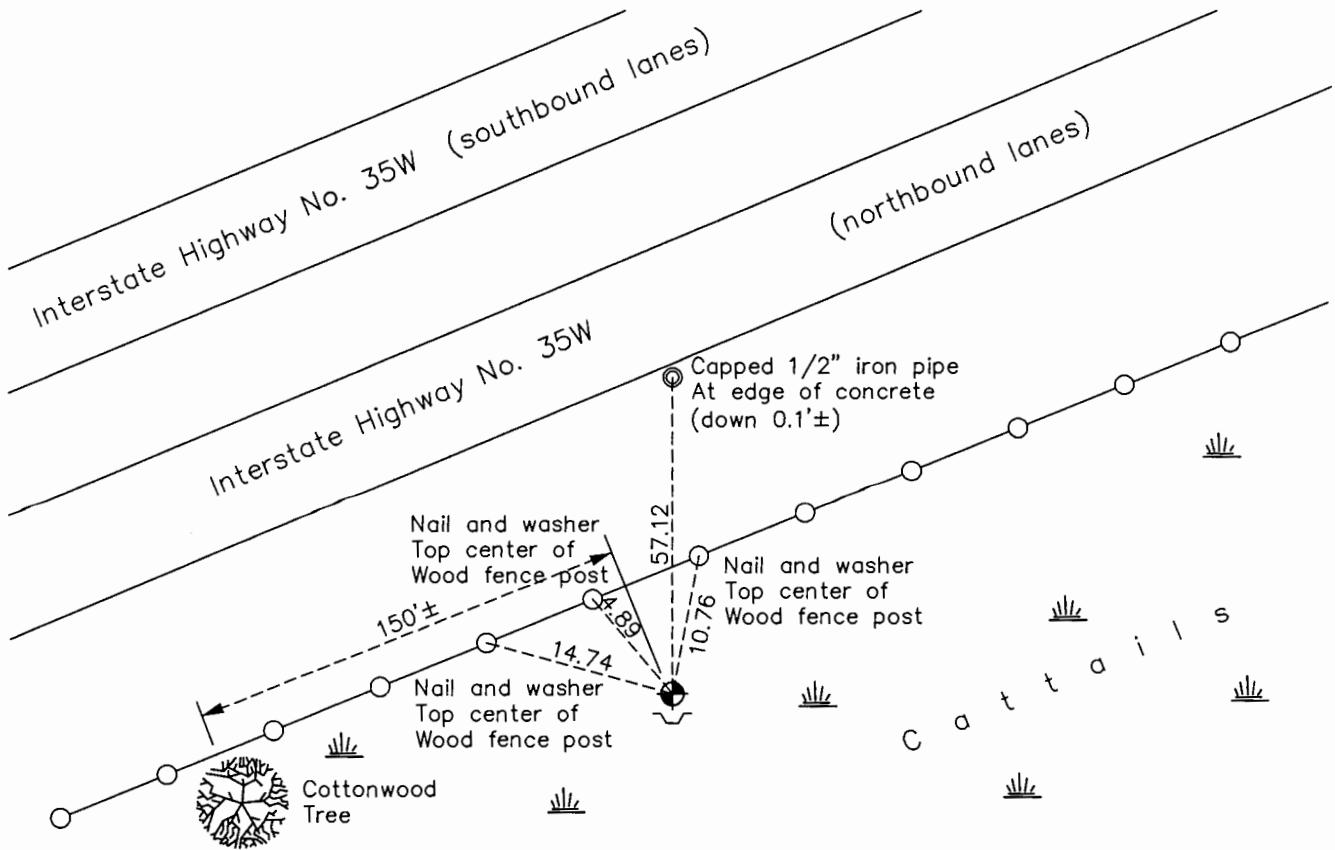 Interstate Highway No. 35W (southbound lanes)
(northbound lanes)
Interstate Highway No. 35W
Capped 1/2" iron pipe
At edge of concrete
(down 0.1'±)
57.12
Nail and washer
Top center of
Wood fence post
150'±
4.89
10.76
Nail and washer
Top center of
Wood fence post
14.74
Nail and washer
Top center of
Wood fence post
Cattails
Cottonwood
Tree